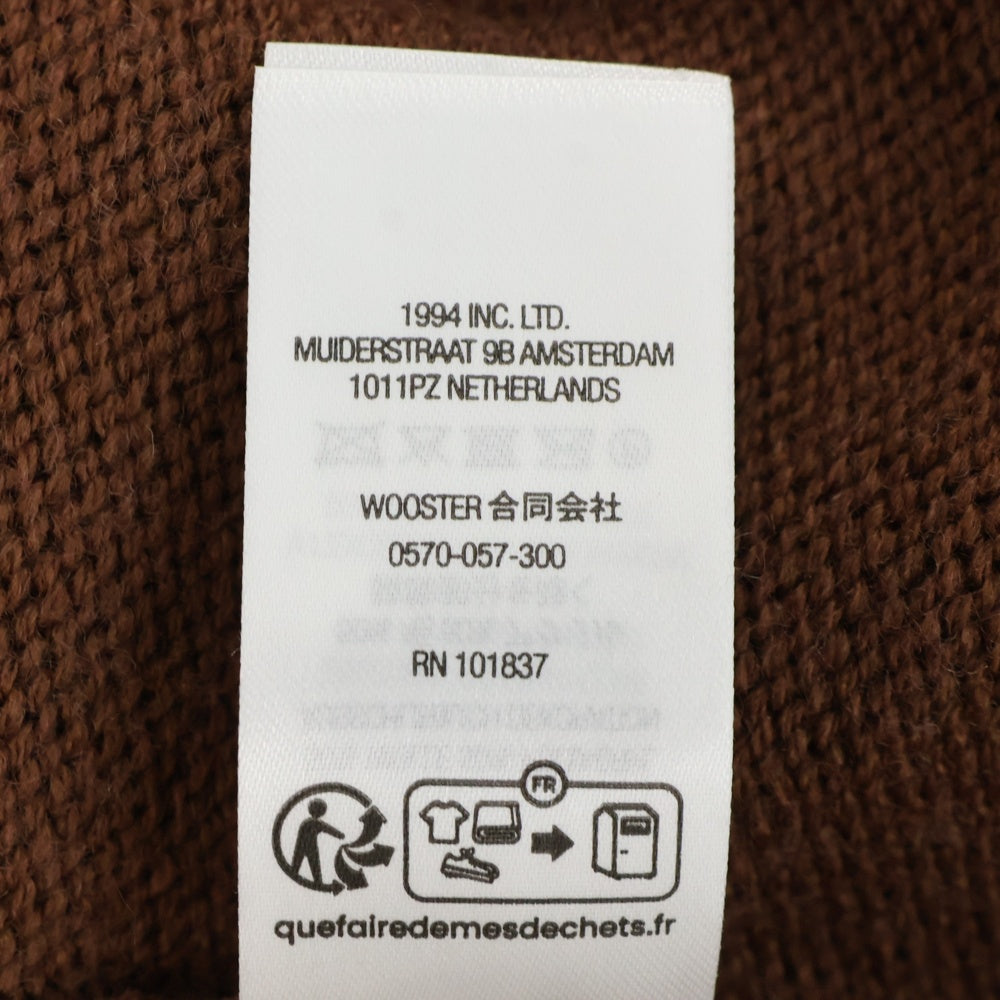 1994 INC. LTD.
MUIDERSTRAAT 9B AMSTERDAM
1011PZ NETHERLANDS
WOOSTER 合同会社
0570-057-300
RN 101837
FR
quefairedemesdechets.fr